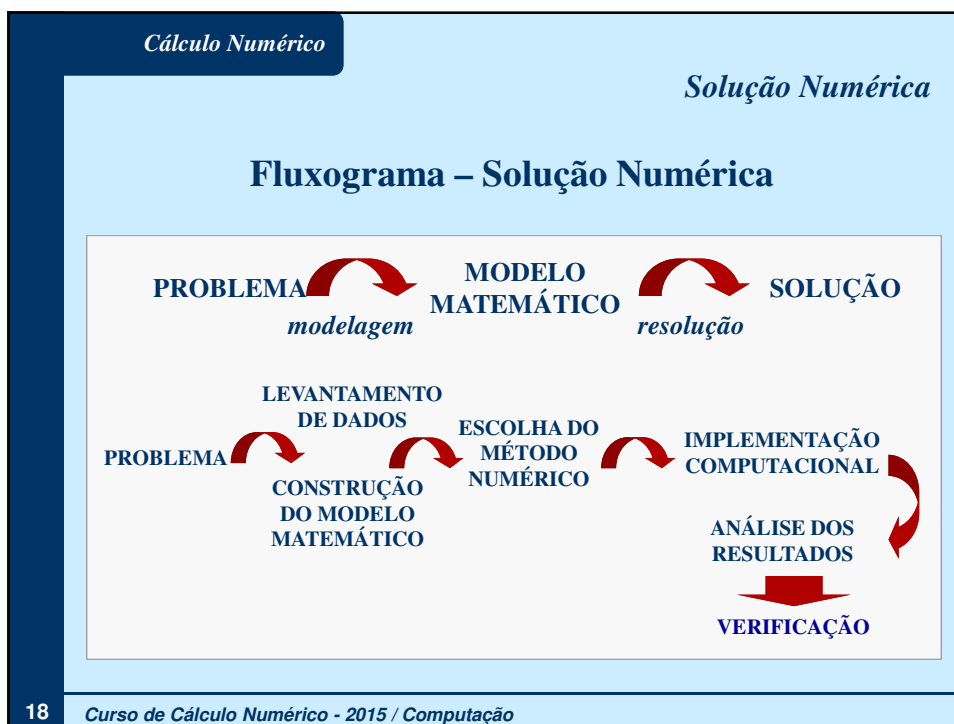 Cálculo Numérico
Solução Numérica
Fluxograma – Solução Numérica
PROBLEMA
modelagem
MODELO
MATEMÁTICO
resolução
SOLUÇÃO
PROBLEMA
LEVANTAMENTO
DE DADOS
CONSTRUÇÃO
DO MODELO
MATEMÁTICO
ESCOLHA DO
MÉTODO
NUMÉRICO
IMPLEMENTAÇÃO
COMPUTACIONAL
ANÁLISE DOS
RESULTADOS
VERIFICAÇÃO
18
Curso de Cálculo Numérico - 2015 / Computação